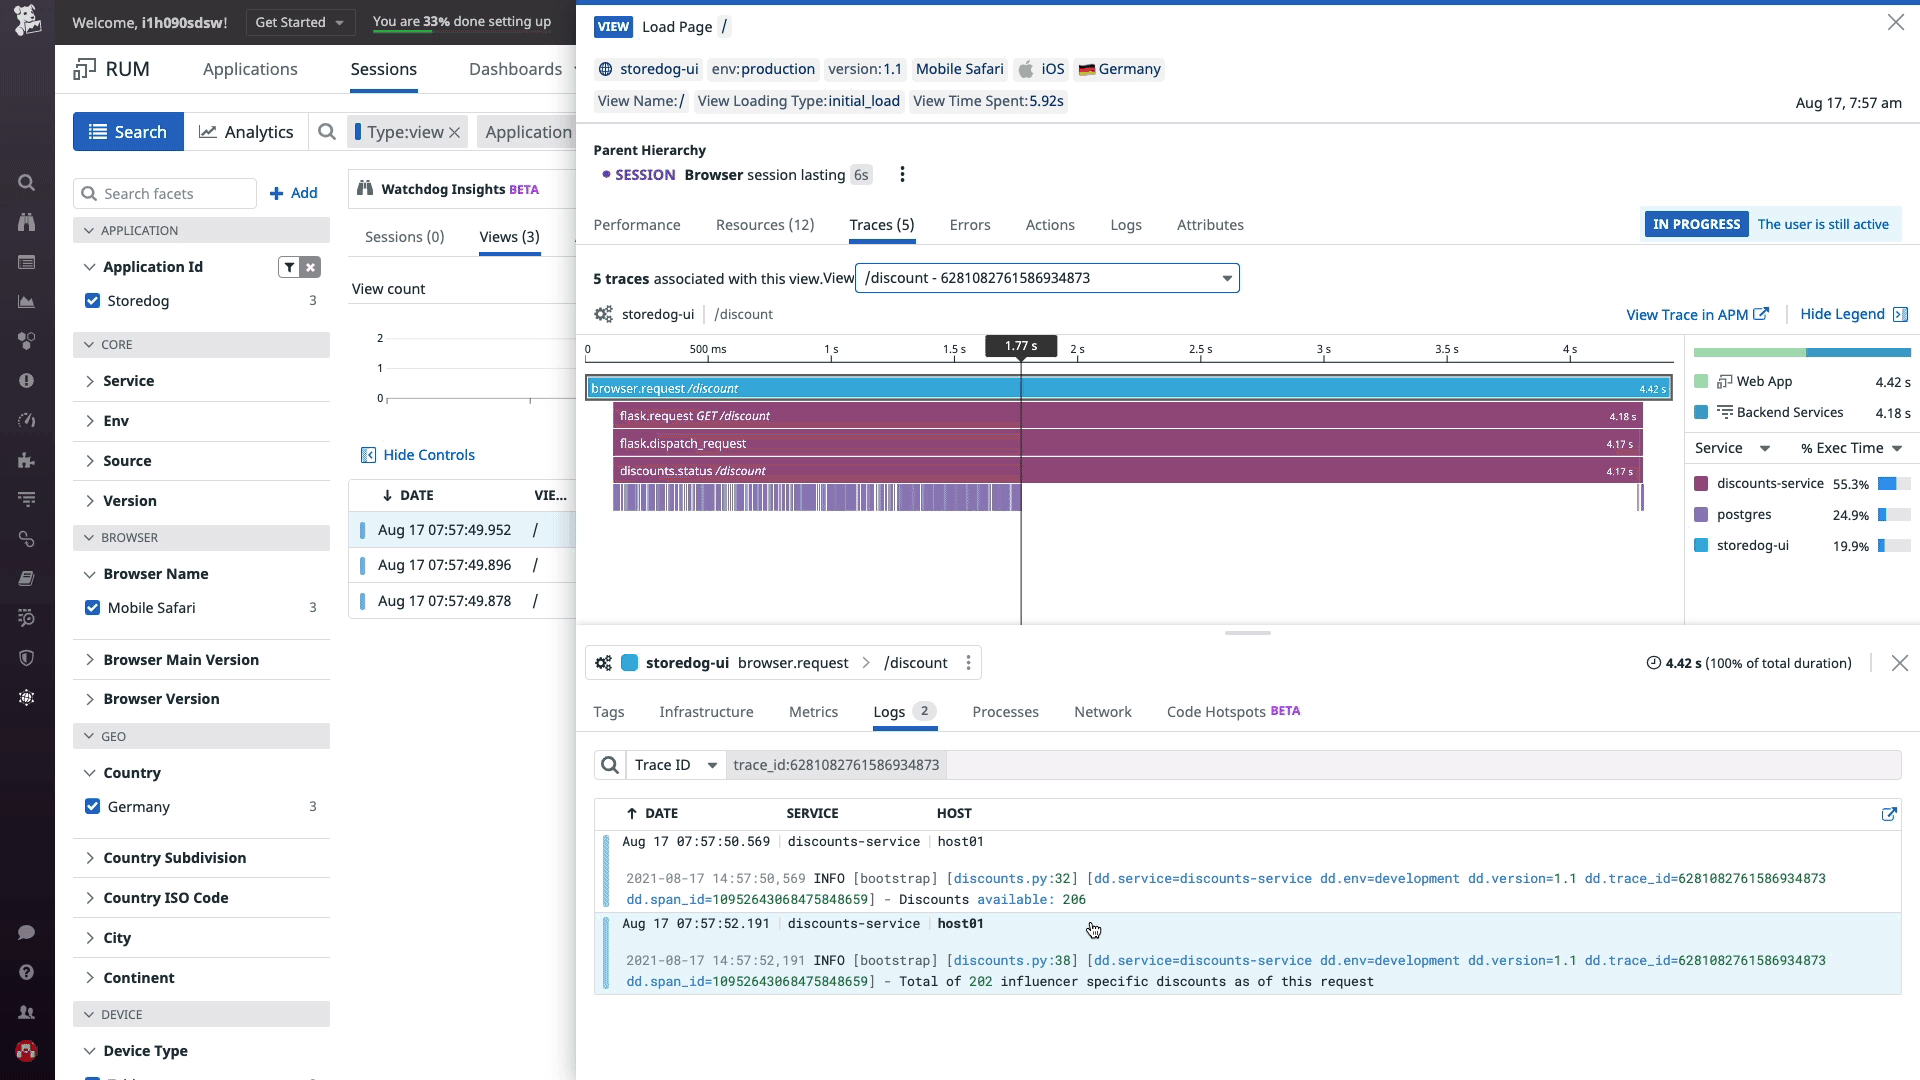 Welcome, i1h090sdsw!
Get Started
You are 33% done setting up
RUM
Applications
Sessions
Dashboards
Search
Analytics
Type:view
Application
Search facets
Add
APPLICATION
Application Id
Storedog 3
CORE
Service
Env
Source
Version
BROWSER
Browser Name
Mobile Safari 3
Browser Main Version
Browser Version
GEO
Country
Germany 3
Country Subdivision
Country ISO Code
City
Continent
DEVICE
Device Type
Watchdog Insights BETA
Sessions (0)
Views (3)
View count
2
1
0
Hide Controls
DATE VIE...
Aug 17 07:57:49.952 /
Aug 17 07:57:49.896 /
Aug 17 07:57:49.878 /
VIEW Load Page /
storedog-ui env:production version:1.1 Mobile Safari iOS Germany
View Name:/ View Loading Type:initial_load View Time Spent:5.92s
Aug 17, 7:57 am
Parent Hierarchy
SESSION Browser session lasting 6s
Performance Resources (12) Traces (5) Errors Actions Logs Attributes
IN PROGRESS The user is still active
5 traces associated with this view.View /discount - 6281082761586934873
storedog-ui /discount
View Trace in APM
Hide Legend
0 500 ms 1 s 1.5 s 1.77 s 2 s 2.5 s 3 s 3.5 s 4 s
browser.request /discount 4.42 s
flask.request GET /discount 4.18 s
flask.dispatch_request 4.17 s
discounts.status /discount 4.17 s
Web App 4.42 s
Backend Services 4.18 s
Service % Exec Time
discounts-service 55.3%
postgres 24.9%
storedog-ui 19.9%
storedog-ui browser.request /discount
4.42 s (100% of total duration)
Tags Infrastructure Metrics Logs 2 Processes Network Code Hotspots BETA
Trace ID trace_id:6281082761586934873
DATE SERVICE HOST
Aug 17 07:57:50.569 discounts-service host01
2021-08-17 14:57:50,569 INFO [bootstrap] [discounts.py:32] [dd.service=discounts-service dd.env=development dd.version=1.1 dd.trace_id=6281082761586934873
dd.span_id=10952643068475848659] - Discounts available: 206
Aug 17 07:57:52.191 discounts-service host01
2021-08-17 14:57:52,191 INFO [bootstrap] [discounts.py:38] [dd.service=discounts-service dd.env=development dd.version=1.1 dd.trace_id=6281082761586934873
dd.span_id=10952643068475848659] - Total of 202 influencer specific discounts as of this request